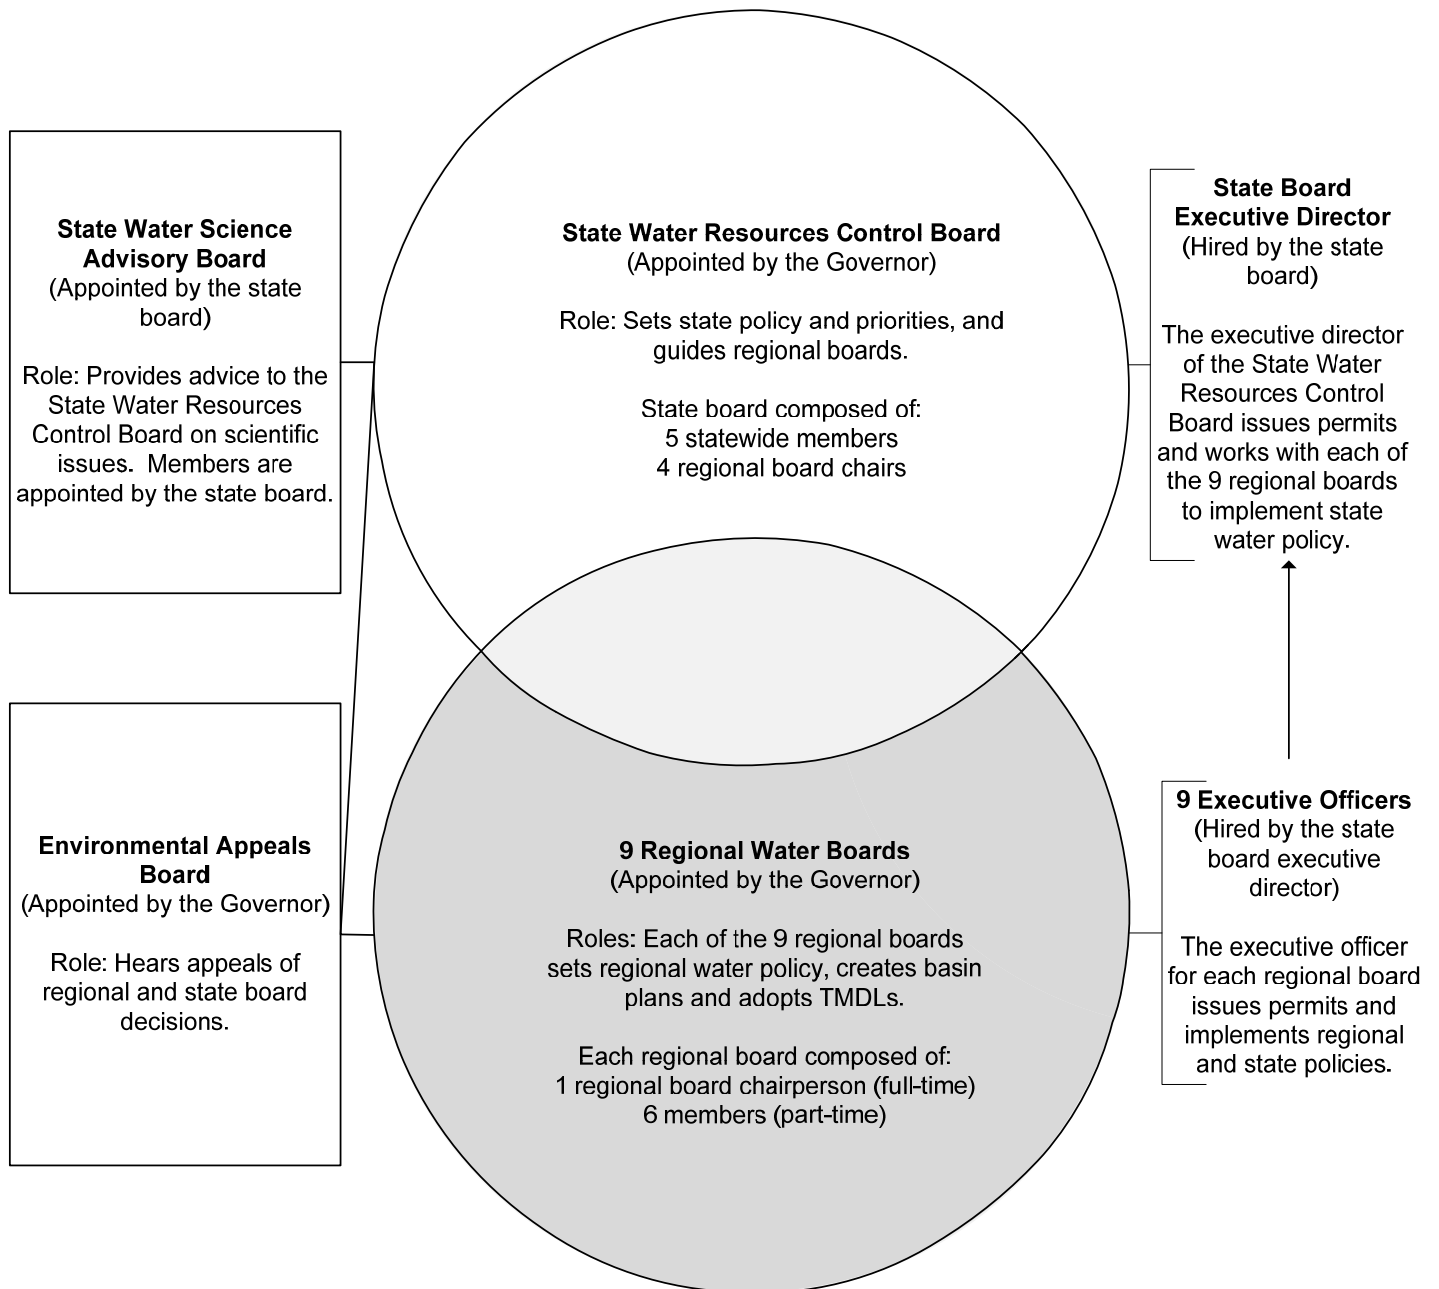 State Water Science
Advisory Board
(Appointed by the state
board)
Role: Provides advice to the
State Water Resources
Control Board on scientific
issues.  Members are
appointed by the state board.
State Water Resources Control Board
(Appointed by the Governor)
Role: Sets state policy and priorities, and
guides regional boards.
State board composed of:
5 statewide members
4 regional board chairs
State Board
Executive Director
(Hired by the state
board)
The executive director
of the State Water
Resources Control
Board issues permits
and works with each of
the 9 regional boards
to implement state
water policy.
Environmental Appeals
Board
(Appointed by the Governor)
Role: Hears appeals of
regional and state board
decisions.
9 Regional Water Boards
(Appointed by the Governor)
Roles: Each of the 9 regional boards
sets regional water policy, creates basin
plans and adopts TMDLs.
Each regional board composed of:
1 regional board chairperson (full-time)
6 members (part-time)
9 Executive Officers
(Hired by the state
board executive
director)
The executive officer
for each regional board
issues permits and
implements regional
and state policies.